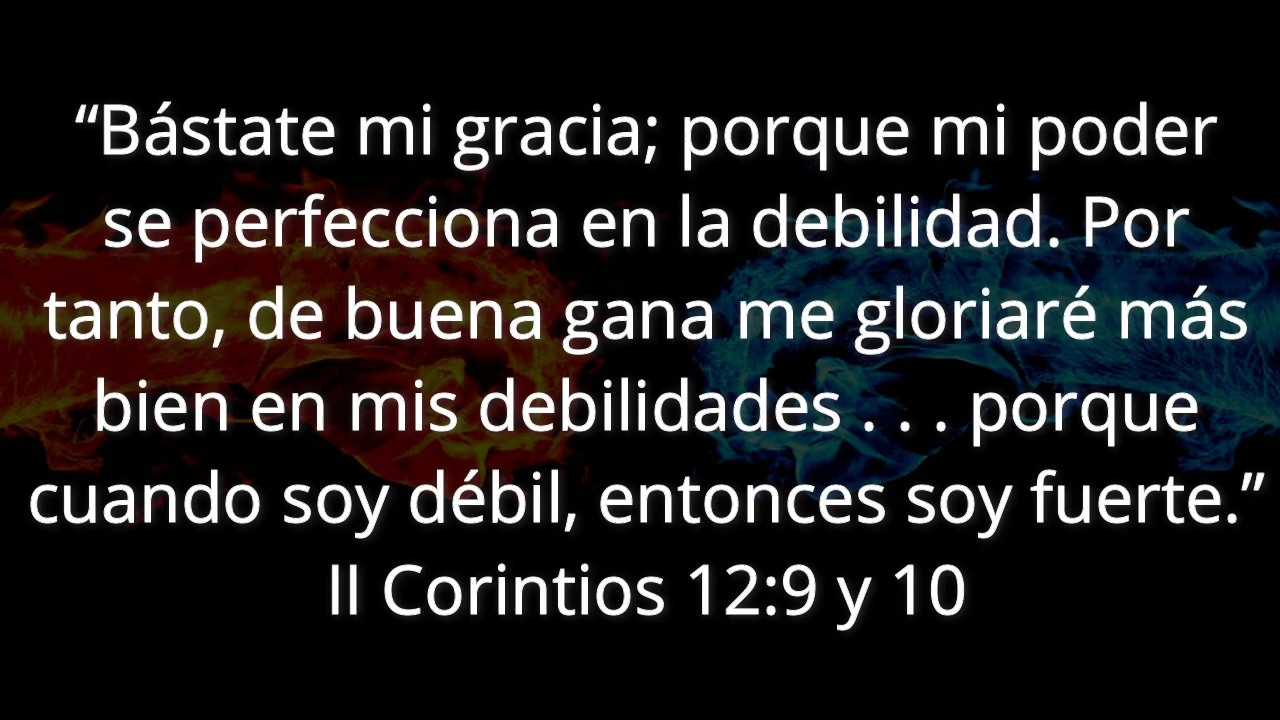 “Bástate mi gracia; porque mi poder
se perfecciona en la debilidad. Por
tanto, de buena gana me gloriaré más
bien en mis debilidades . . . porque
cuando soy débil, entonces soy fuerte.”
II Corintios 12:9 y 10